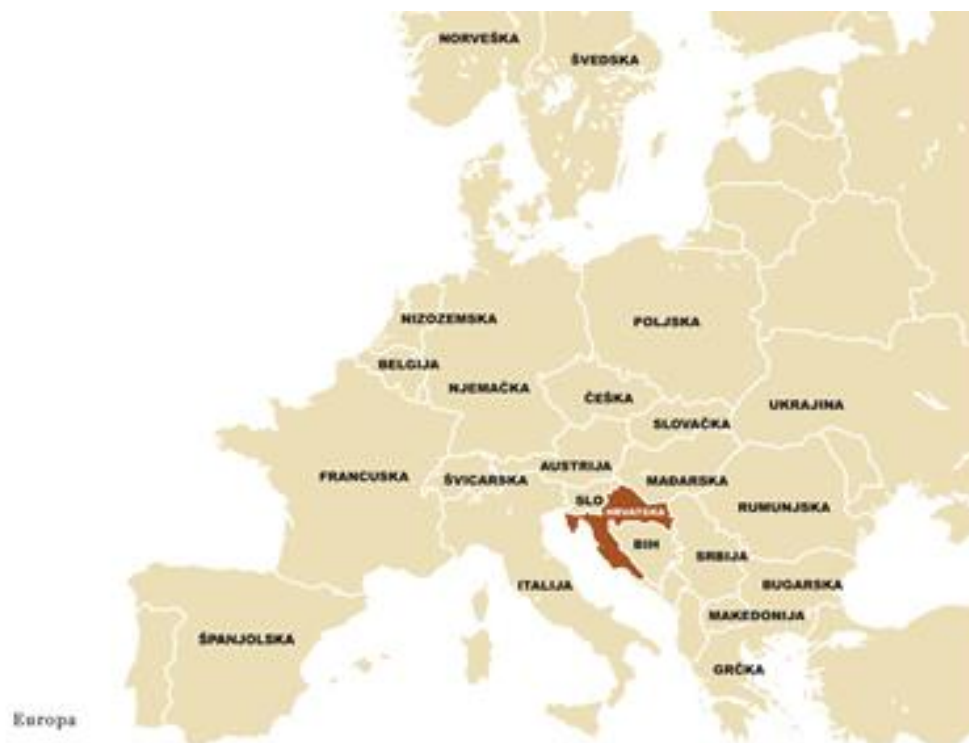 NORVEŠKA
ŠVEDSKA
NIZOZEMSKA
POLJSKA
BELGIJA
NJEMAČKA
ČEŠKA
UKRAJINA
SLOVAČKA
AUSTRIJA
FRANCUSKA
ŠVICARSKA
MAĐARSKA
SLO
HRVATSKA
RUMUNJSKA
BIH
SRBIJA
ITALIJA
BUGARSKA
MAKEDONIJA
ŠPANJOLSKA
GRČKA
Europa